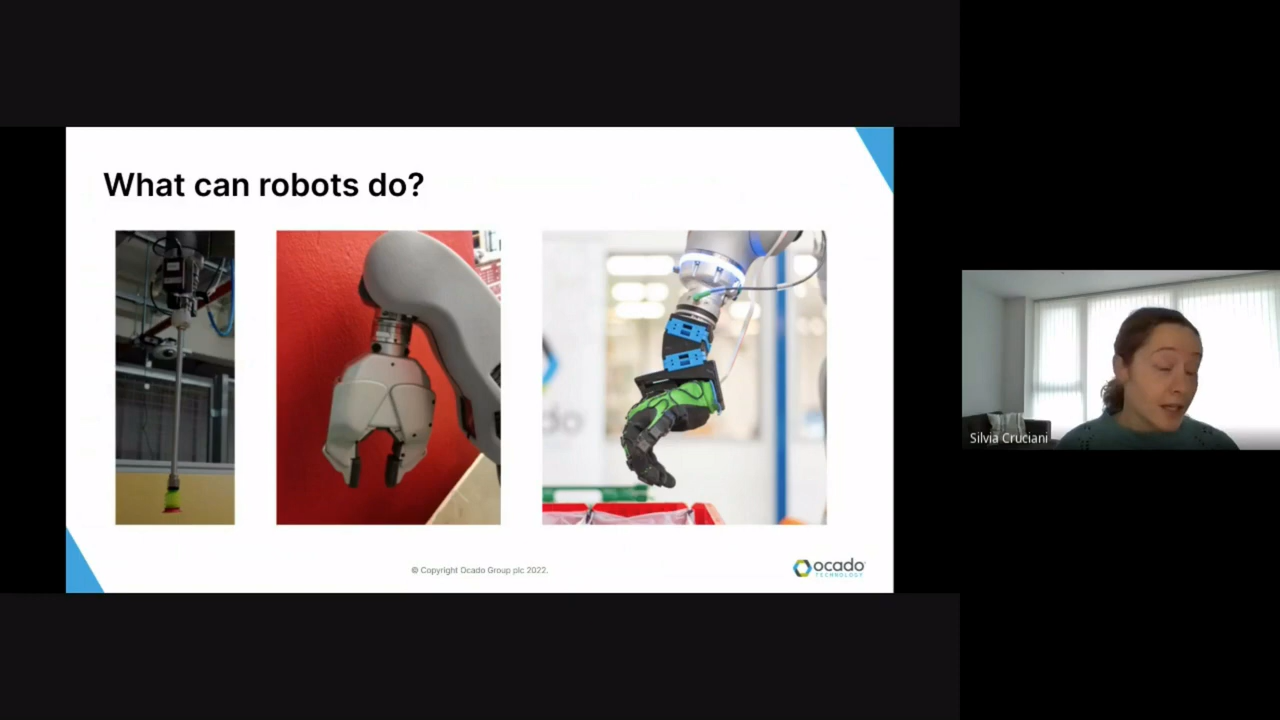 What can robots do?
© Copyright Ocado Group plc 2022.
ocado
TECHNOLOGY
Silvia Cruciani